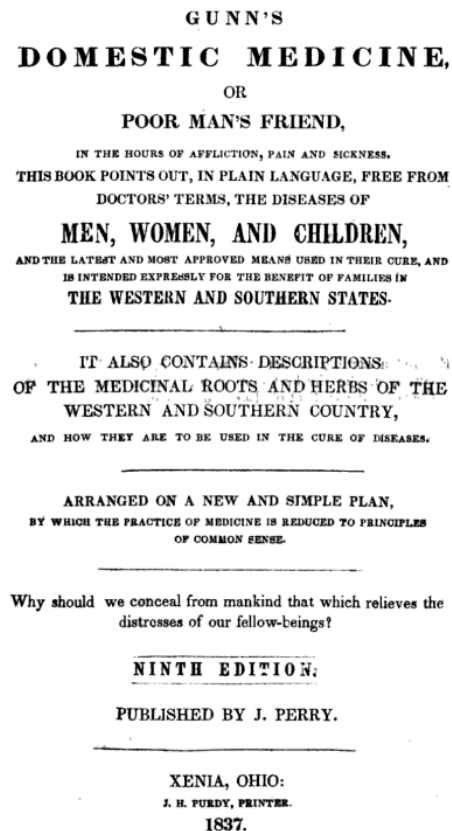 GUNN'S
DOMESTIC MEDICINE,
OR
POOR MAN'S FRIEND,
IN THE HOURS OF AFFLICTION, PAIN AND SICKNESS.
THIS BOOK POINTS OUT, IN PLAIN LANGUAGE, FREE FROM
DOCTORS' TERMS, THE DISEASES OF
MEN, WOMEN, AND CHILDREN,
AND THE LATEST AND MOST APPROVED MEANS USED IN THEIR CURE, AND
IS INTENDED EXPRESSLY FOR THE BENEFIT OF FAMILIES IN
THE WESTERN AND SOUTHERN STATES.
IT ALSO CONTAINS DESCRIPTIONS
OF THE MEDICINAL ROOTS AND HERBS OF THE
WESTERN AND SOUTHERN COUNTRY,
AND HOW THEY ARE TO BE USED IN THE CURE OF DISEASES.
ARRANGED ON A NEW AND SIMPLE PLAN,
BY WHICH THE PRACTICE OF MEDICINE IS REDUCED TO PRINCIPLES
OF COMMON SENSE.
Why should we conceal from mankind that which relieves the
distresses of our fellow-beings?
NINTH EDITION.
PUBLISHED BY J. PERRY.
XENIA, OHIO:
J. H. PURDY, PRINTER.
1837.